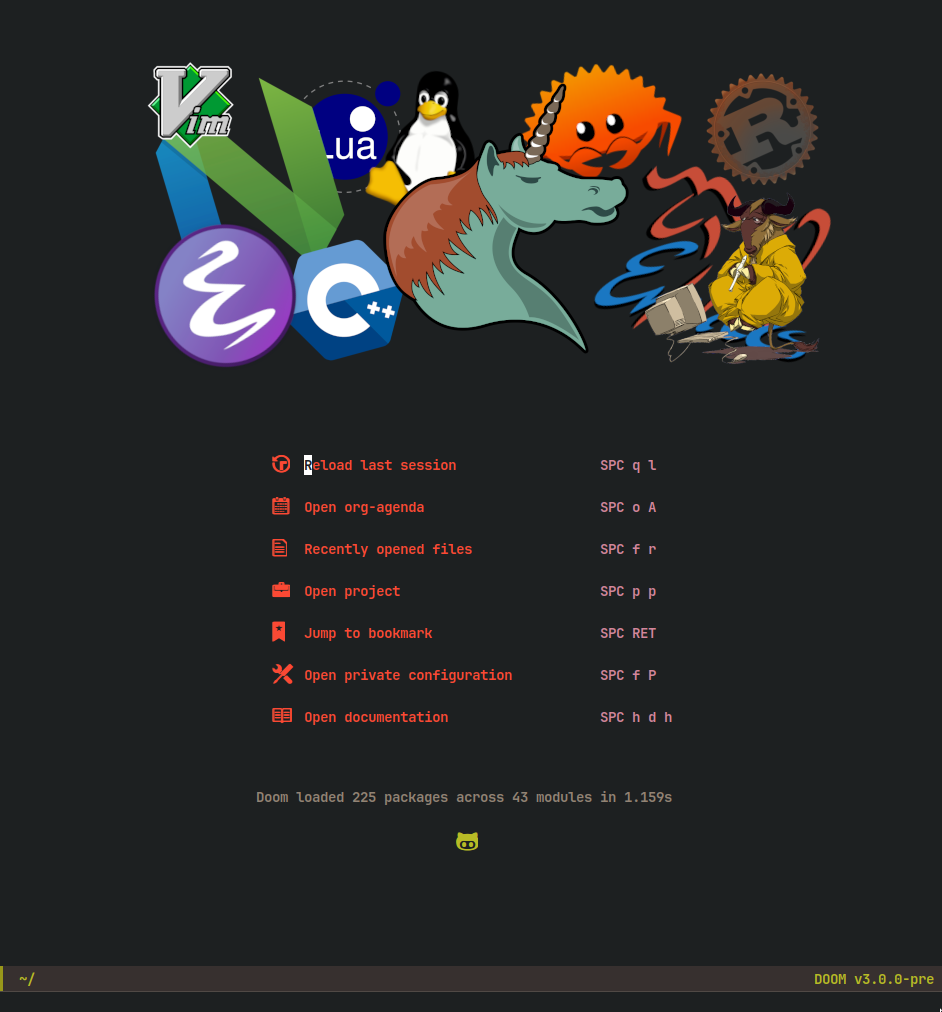 Vim
Lua
C++
R
Reload last session SPC q l
Open org-agenda SPC o A
Recently opened files SPC f r
Open project SPC p p
Jump to bookmark SPC RET
Open private configuration SPC f P
Open documentation SPC h d h
Doom loaded 225 packages across 43 modules in 1.159s
~/ DOOM v3.0.0-pre